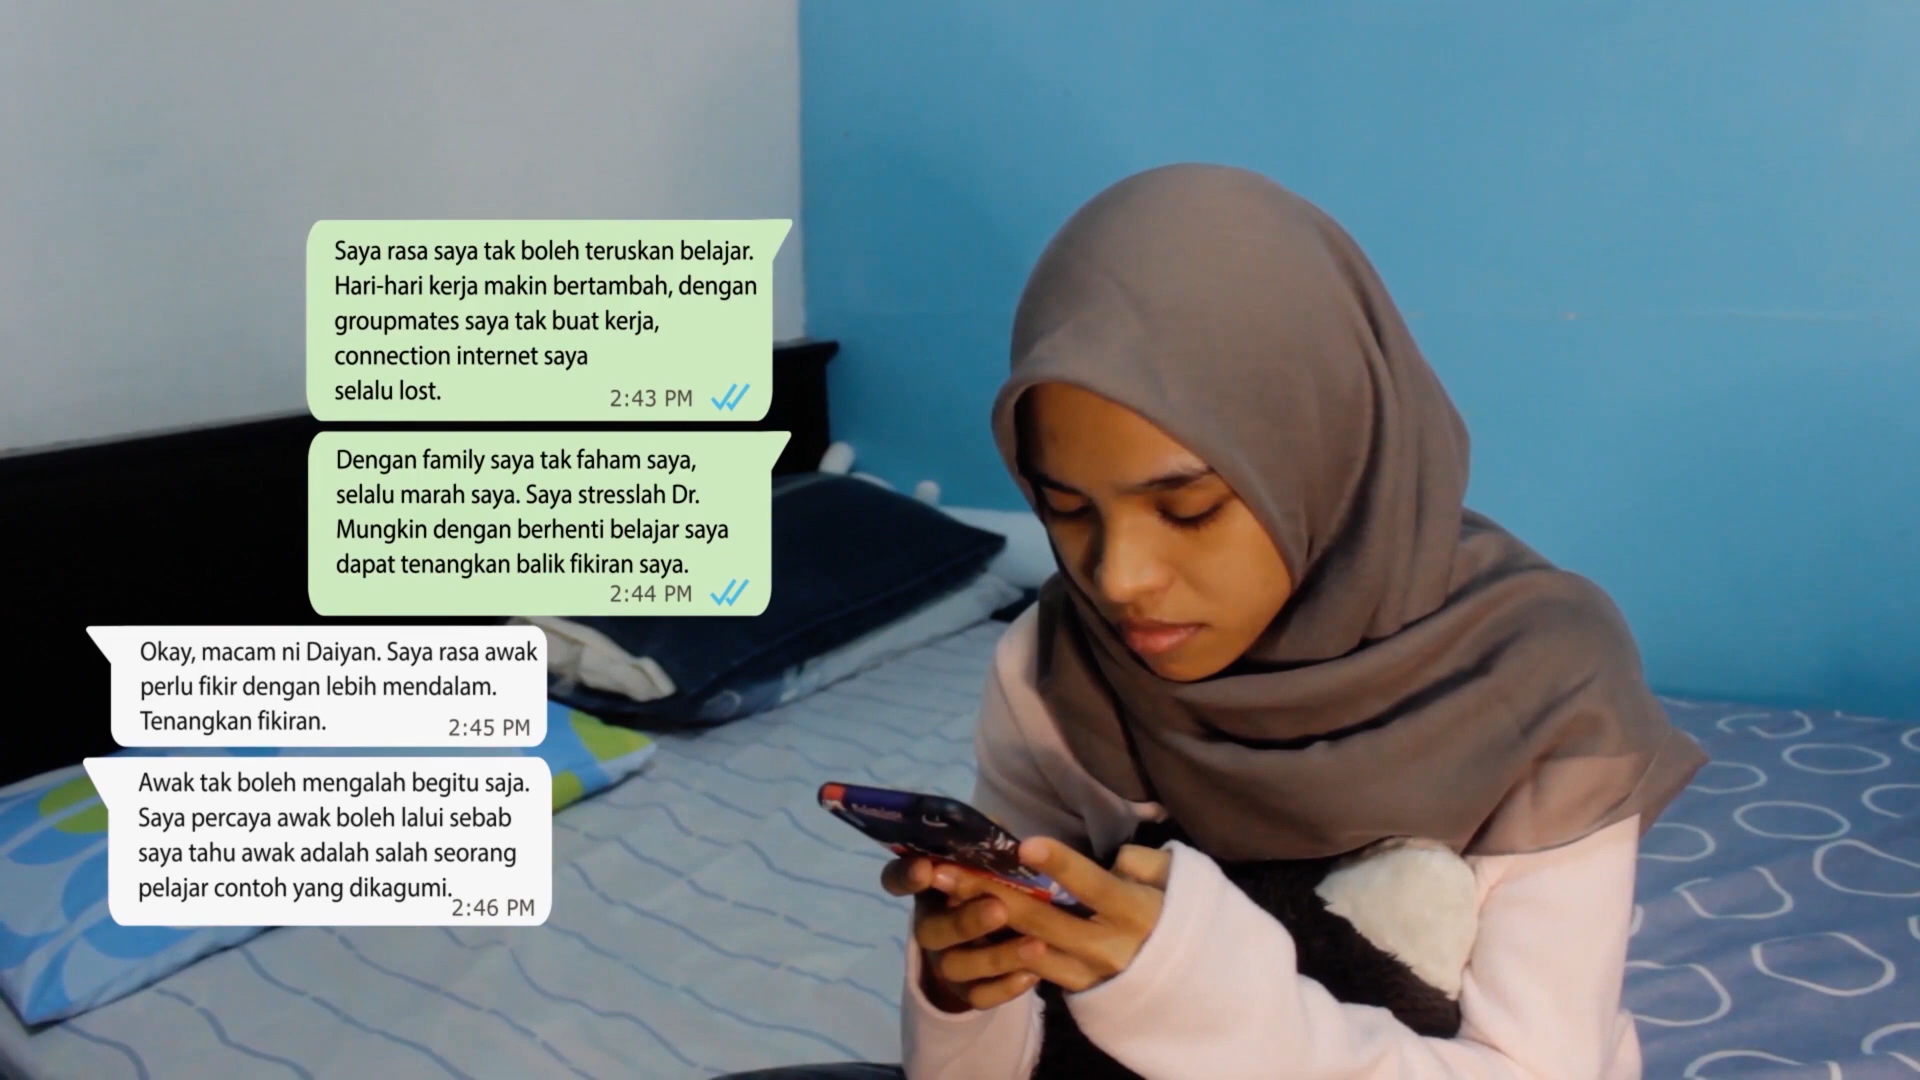 Saya rasa saya tak boleh teruskan belajar.
Hari-hari kerja makin bertambah, dengan
groupmates saya tak buat kerja,
connection internet saya
selalu lost.
2:43 PM
Dengan family saya tak faham saya,
selalu marah saya. Saya stresslah Dr.
Mungkin dengan berhenti belajar saya
dapat tenangkan balik fikiran saya.
2:44 PM
Okay, macam ni Daiyan. Saya rasa awak
perlu fikir dengan lebih mendalam.
Tenangkan fikiran.
2:45 PM
Awak tak boleh mengalah begitu saja.
Saya percaya awak boleh lalui sebab
saya tahu awak adalah salah seorang
pelajar contoh yang dikagumi.
2:46 PM